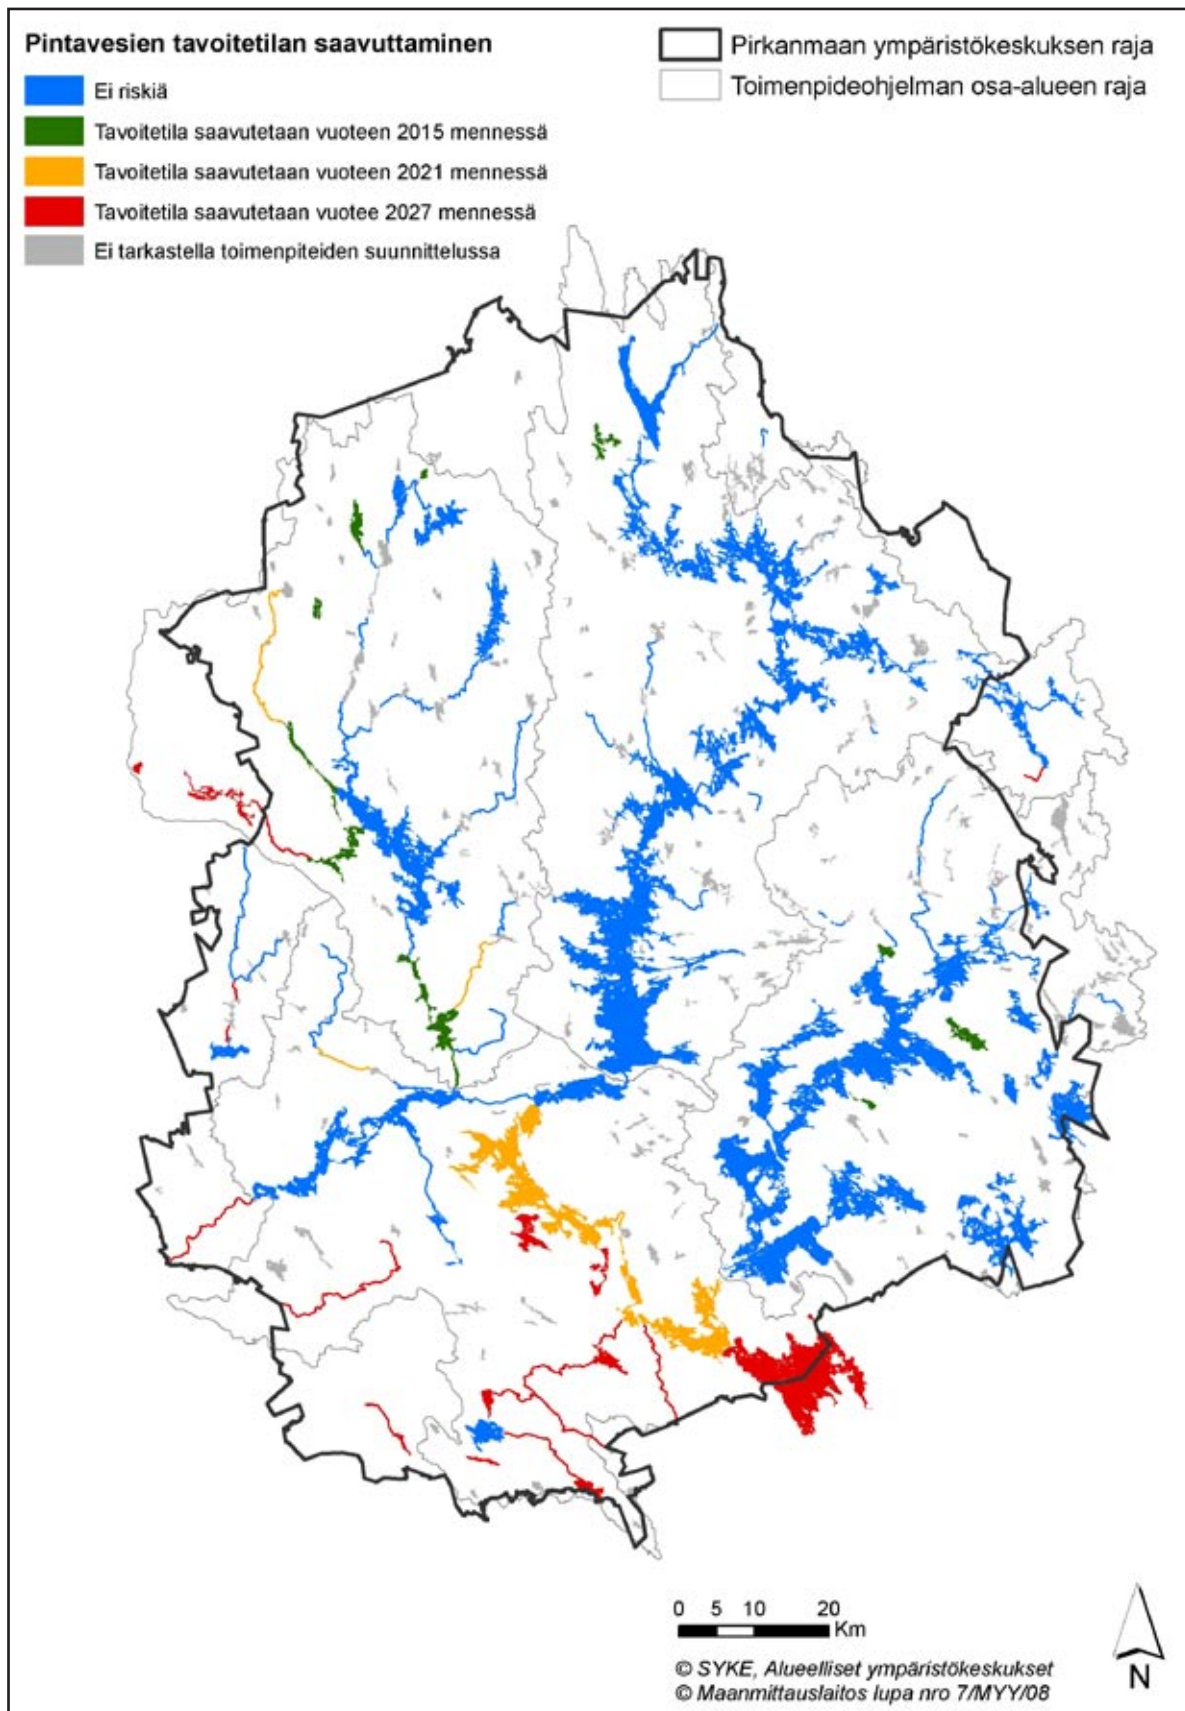 Pintavesien tavoitetilan saavuttaminen
Ei riskiä
Tavoitetila saavutetaan vuoteen 2015 mennessä
Tavoitetila saavutetaan vuoteen 2021 mennessä
Tavoitetila saavutetaan vuotee 2027 mennessä
Ei tarkastella toimenpiteiden suunnittelussa
Pirkanmaan ympäristökeskuksen raja
Toimenpideohjelman osa-alueen raja
0 5 10 20
Km
© SYKE, Alueelliset ympäristökeskukset
© Maanmittauslaitos lupa nro 7/MYY/08
N